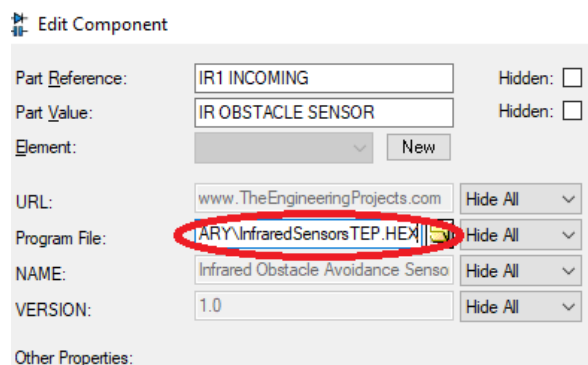 Edit Component
Part Reference: IR1 INCOMING Hidden:
Part Value: IR OBSTACLE SENSOR Hidden:
Element: New
URL: www.TheEngineeringProjects.com Hide All
Program File: ARY\InfraredSensorsTEP.HEX Hide All
NAME: Infrared Obstacle Avoidance Senso Hide All
VERSION: 1.0 Hide All
Other Properties: